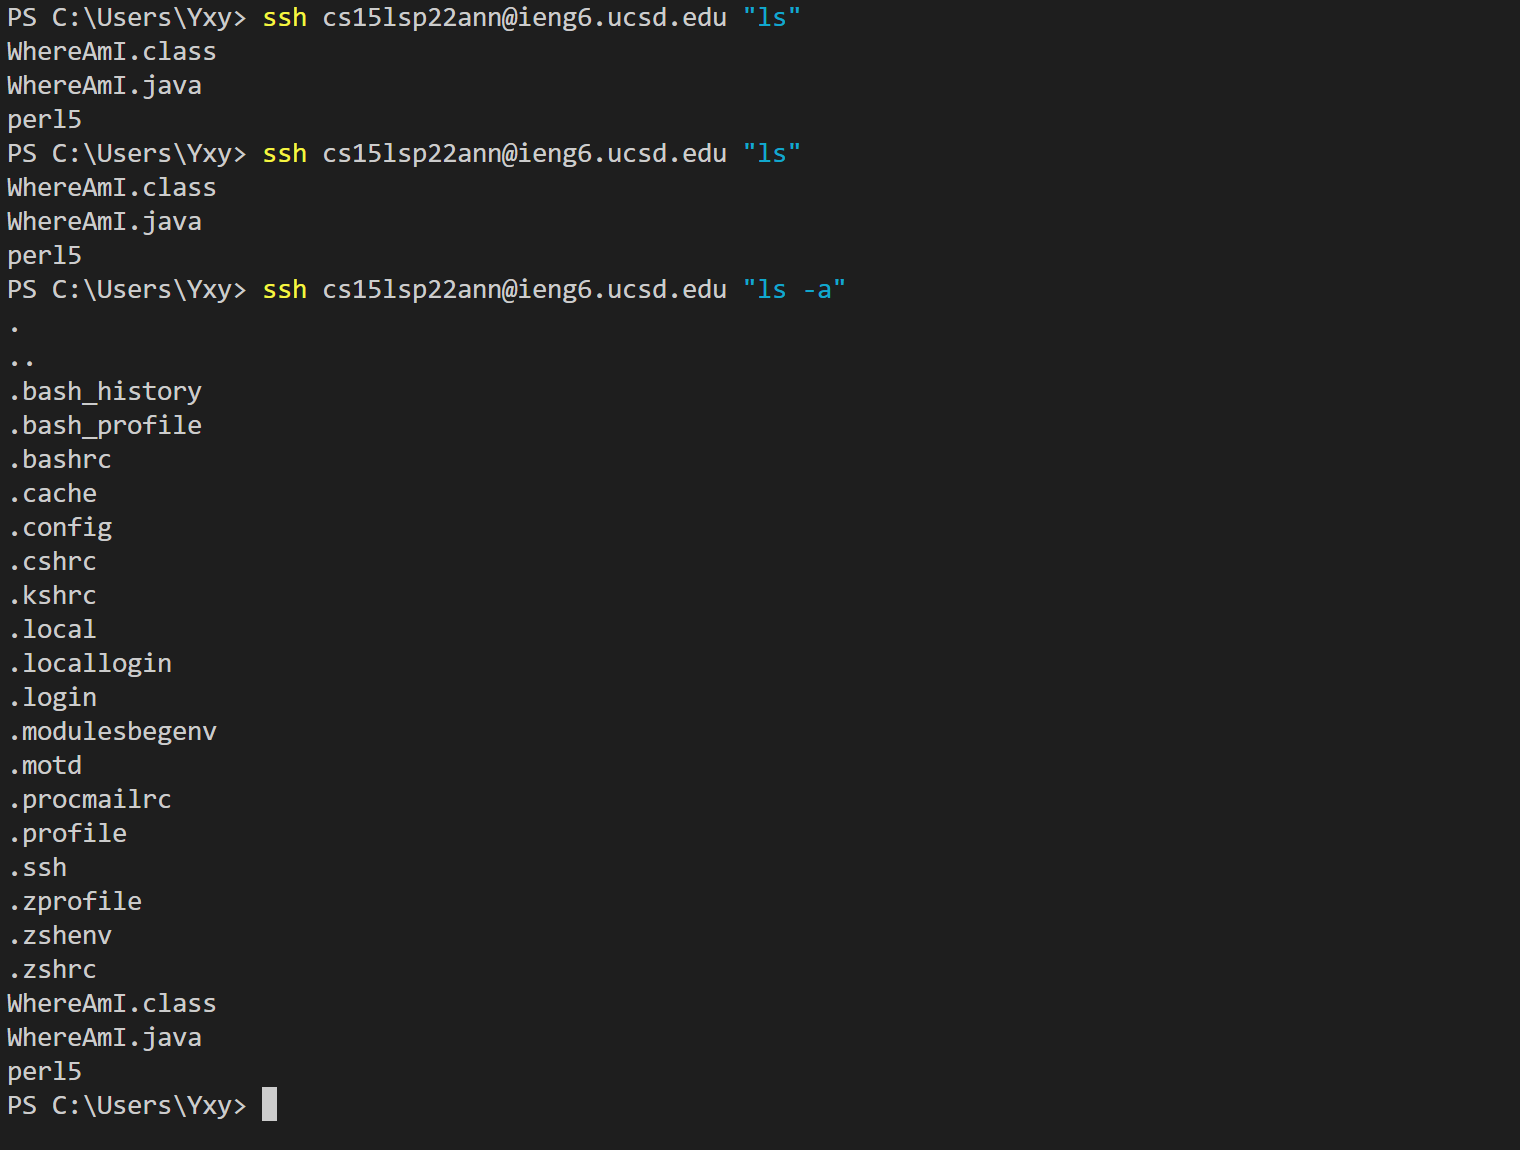 PS C:\Users\Yxy> ssh cs15lsp22ann@ieng6.ucsd.edu "ls"
WhereAmI.class
WhereAmI.java
perl5
PS C:\Users\Yxy> ssh cs15lsp22ann@ieng6.ucsd.edu "ls"
WhereAmI.class
WhereAmI.java
perl5
PS C:\Users\Yxy> ssh cs15lsp22ann@ieng6.ucsd.edu "ls -a"
.
..
.bash_history
.bash_profile
.bashrc
.cache
.config
.cshrc
.kshrc
.local
.locallogin
.login
.modulesbegenv
.motd
.procmailrc
.profile
.ssh
.zprofile
.zshenv
.zshrc
WhereAmI.class
WhereAmI.java
perl5
PS C:\Users\Yxy>